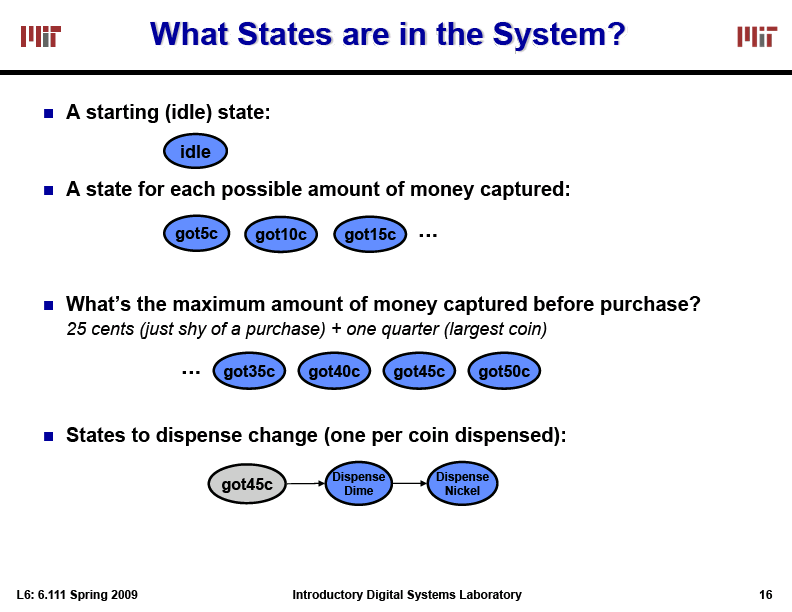 What States are in the System?
A starting (idle) state:
idle
A state for each possible amount of money captured:
got5c got10c got15c ...
What’s the maximum amount of money captured before purchase?
25 cents (just shy of a purchase) + one quarter (largest coin)
... got35c got40c got45c got50c
States to dispense change (one per coin dispensed):
got45c Dispense Dime Dispense Nickel
L6: 6.111 Spring 2009 Introductory Digital Systems Laboratory 16